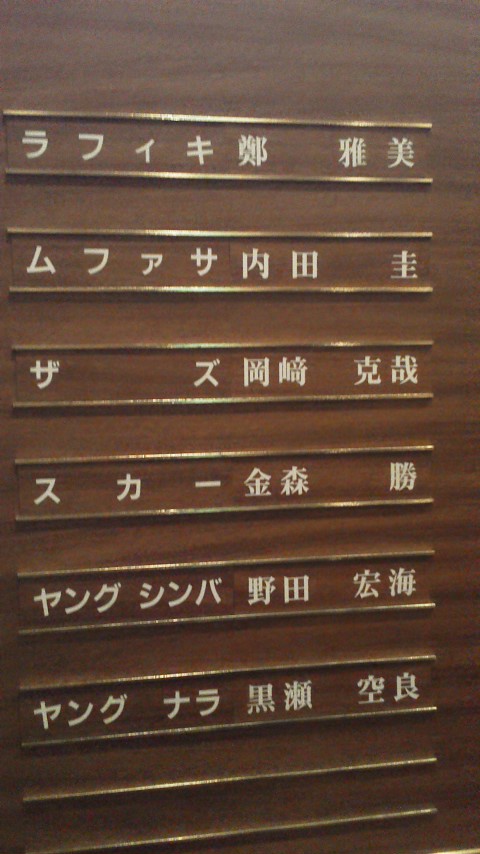 ラフィキ 鄭 雅美
ムファサ 内田 圭
ザズ 岡﨑 克哉
スカー 金森 勝
ヤング シンバ 野田 宏海
ヤング ナラ 黒瀬 空良